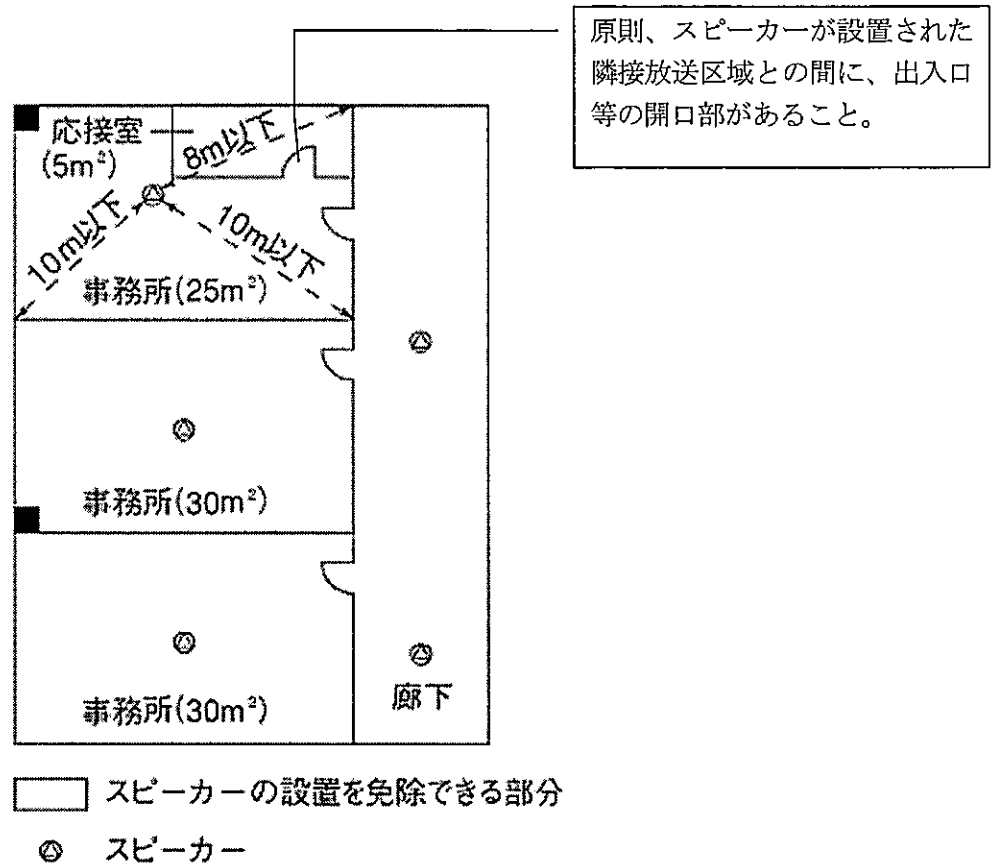 原則、スピーカーが設置された
隣接放送区域との間に、出入口
等の開口部があること。
応接室
(5m²)
8m以下
10m以下
10m以下
事務所(25m²)
事務所(30m²)
事務所(30m²)
廊下
スピーカーの設置を免除できる部分
スピーカー